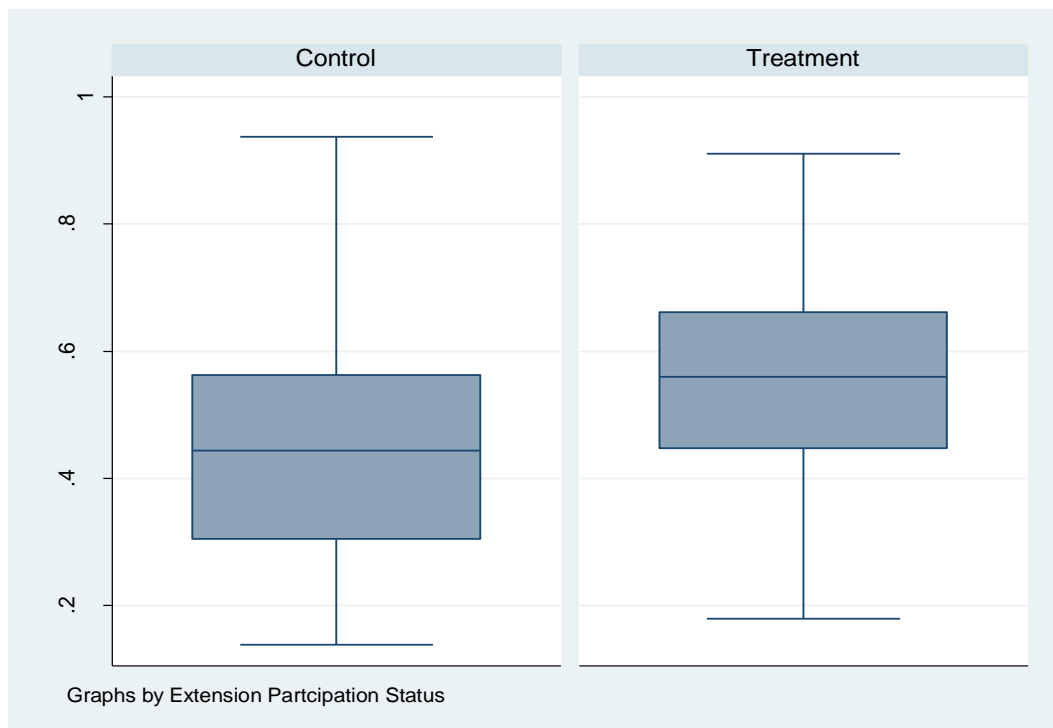 Control
Treatment
1
.8
.6
.4
.2
Graphs by Extension Partcipation Status